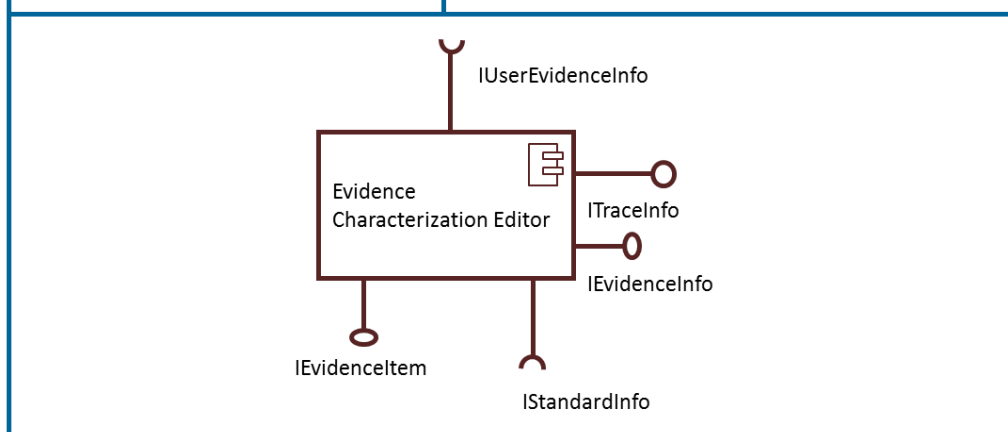 IUserEvidenceInfo
Evidence
Characterization Editor
ITraceInfo
IEvidenceInfo
IEvidenceItem
IStandardInfo